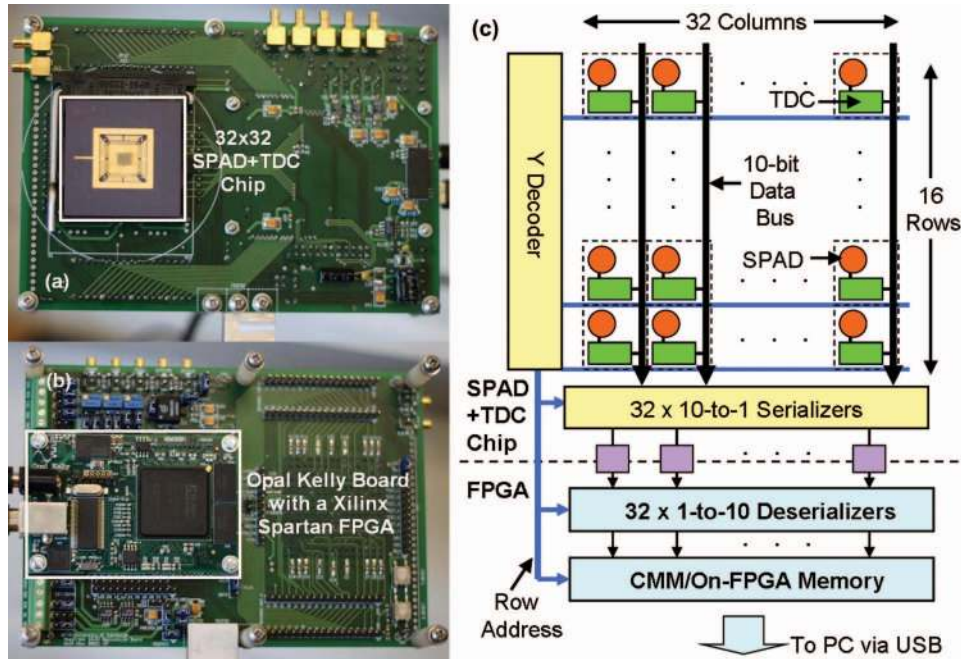 32x32
SPAD+TDC
Chip
(a)
(b)
Opal Kelly
Opal Kelly Board
with a Xilinx
Spartan FPGA
(c)
32 Columns
Y Decoder
TDC
10-bit
Data
Bus
16
Rows
SPAD
SPAD
+TDC
Chip
32 x 10-to-1 Serializers
FPGA
32 x 1-to-10 Deserializers
CMM/On-FPGA Memory
Row
Address
To PC via USB